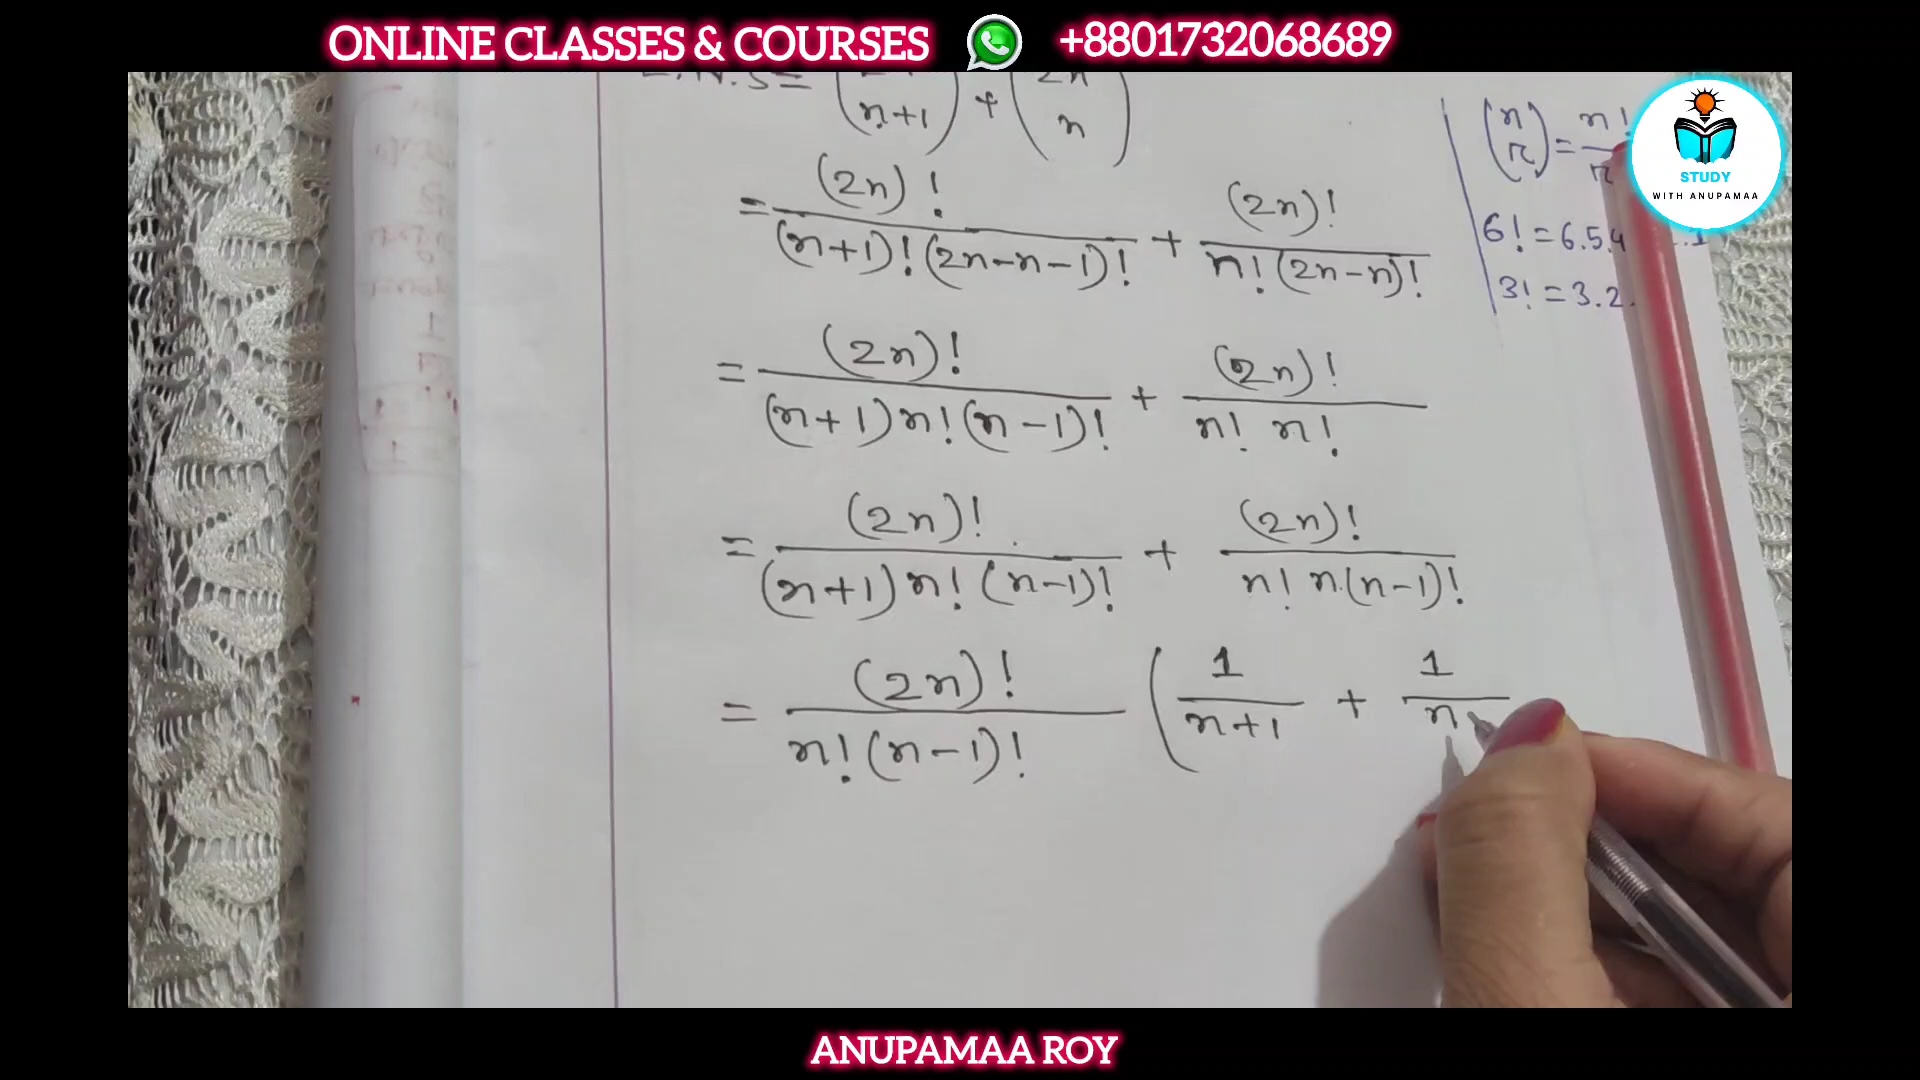 ONLINE CLASSES & COURSES +8801732068689
(n+1) + (2n n)
(n r) = n!
STUDY
WITH ANUPAMAA
= (2n)! / (n+1)! (2n-n-1)! + (2n)! / n! (2n-n)!
6! = 6.5.4
3! = 3.2.
= (2n)! / (n+1) n! (n-1)! + (2n)! / n! n!
= (2n)! / (n+1) n! (n-1)! + (2n)! / n! n.(n-1)!
= (2n)! / n! (n-1)! ( 1 / n+1 + 1 / n
ANUPAMAA ROY